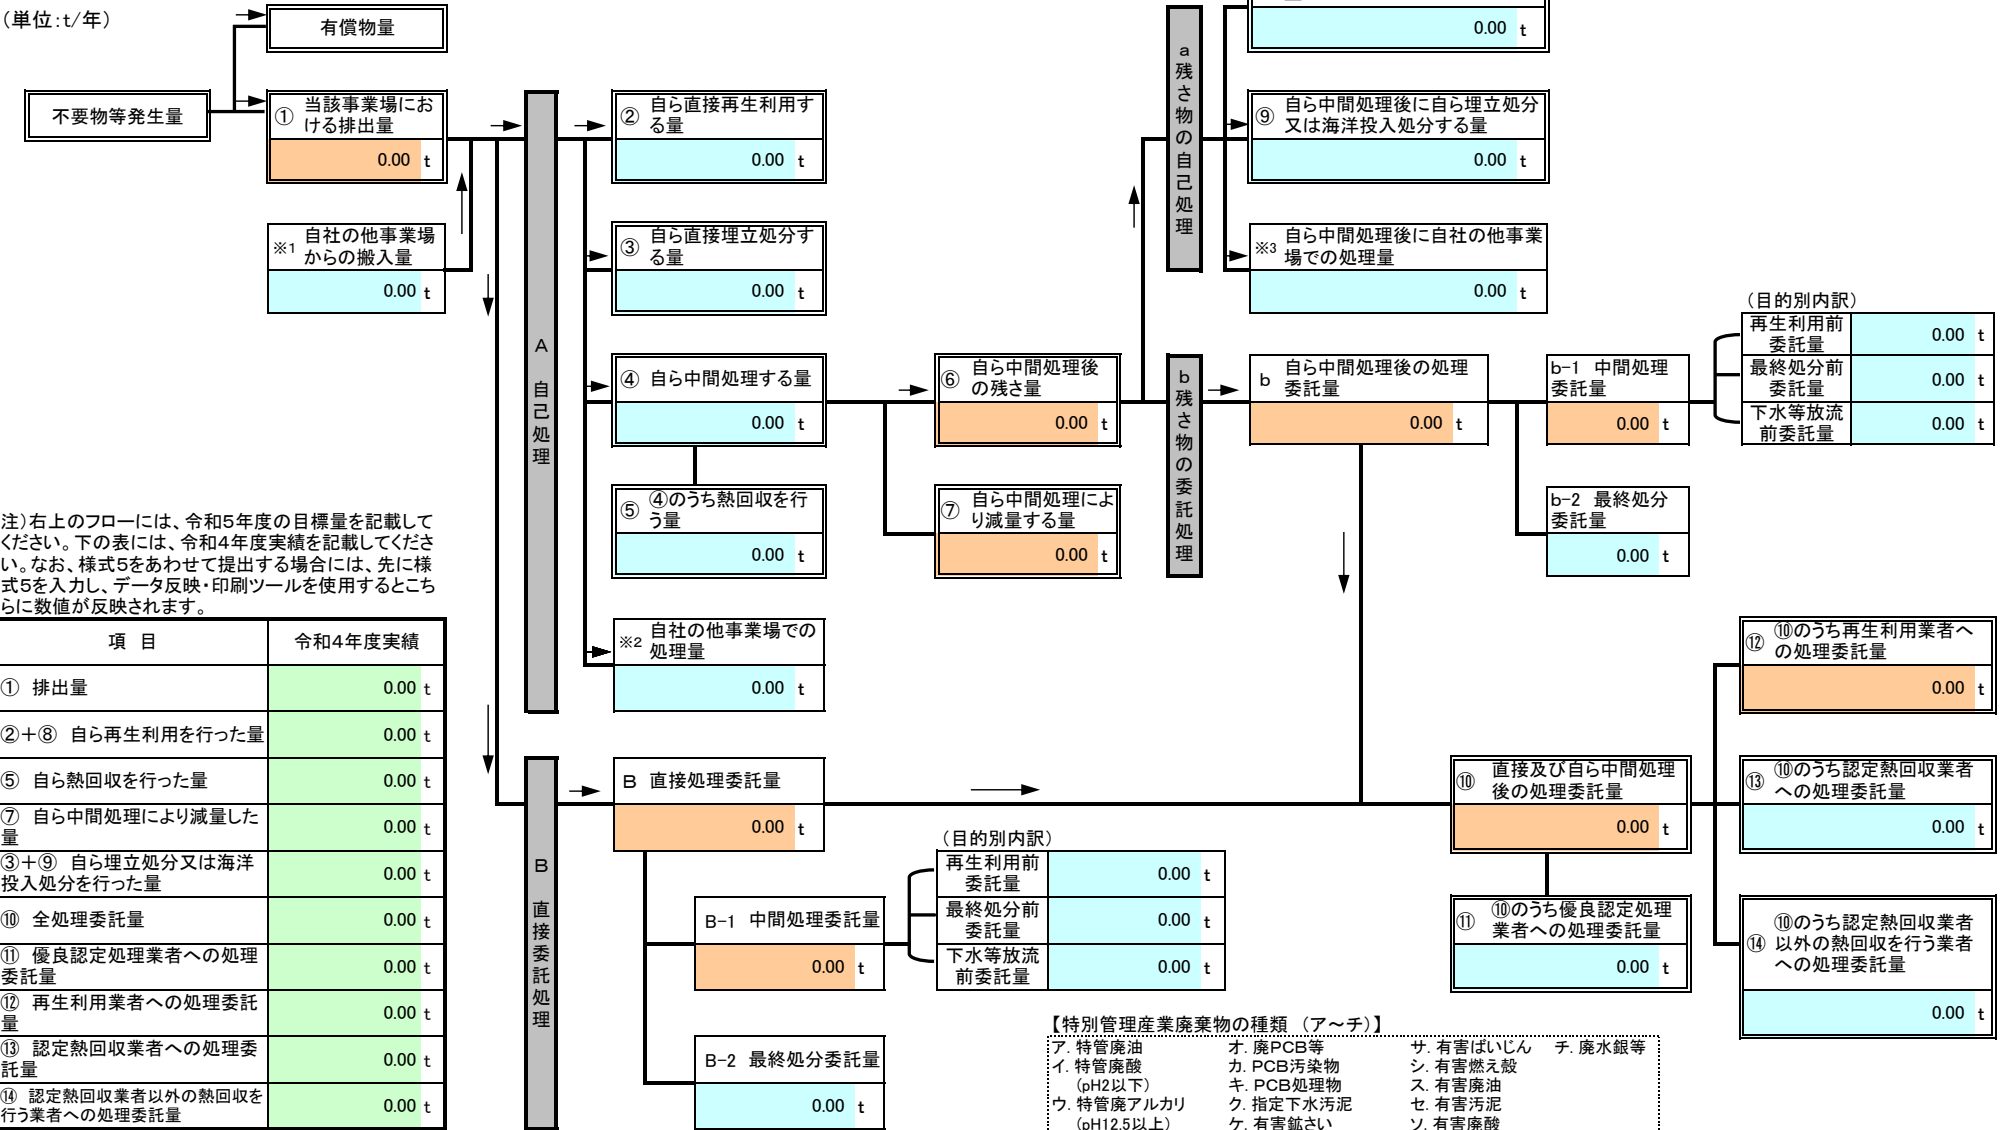 （単位：t/年）
有償物量
不要物等発生量
① 当該事業場にお
ける排出量
0.00 t
※1 自社の他事業場
からの搬入量
0.00 t
A 自己処理
② 自ら直接再生利用す
る量
0.00 t
③ 自ら直接埋立処分す
る量
0.00 t
④ 自ら中間処理する量
0.00 t
⑤ ④のうち熱回収を行
う量
0.00 t
※2 自社の他事業場での
処理量
0.00 t
⑥ 自ら中間処理後
の残さ量
0.00 t
⑦ 自ら中間処理によ
り減量する量
0.00 t
a 残さ物の自己処理
0.00 t
⑨ 自ら中間処理後に自ら埋立処分
又は海洋投入処分する量
0.00 t
※3 自ら中間処理後に自社の他事業
場での処理量
0.00 t
b 残さ物の委託処理
b 自ら中間処理後の処理
委託量
0.00 t
b-1 中間処理
委託量
0.00 t
b-2 最終処分
委託量
0.00 t
（目的別内訳）
再生利用前
委託量
0.00 t
最終処分前
委託量
0.00 t
下水等放流
前委託量
0.00 t
注）右上のフローには、令和5年度の目標量を記載して
ください。下の表には、令和4年度実績を記載してくださ
い。なお、様式5をあわせて提出する場合には、先に様
式5を入力し、データ反映・印刷ツールを使用するとこち
らに数値が反映されます。
項 目 令和4年度実績
① 排出量 0.00 t
②＋⑧ 自ら再生利用を行った量 0.00 t
⑤ 自ら熱回収を行った量 0.00 t
⑦ 自ら中間処理により減量した
量 0.00 t
③＋⑨ 自ら埋立処分又は海洋
投入処分を行った量 0.00 t
⑩ 全処理委託量 0.00 t
⑪ 優良認定処理業者への処理
委託量 0.00 t
⑫ 再生利用業者への処理委託
量 0.00 t
⑬ 認定熱回収業者への処理委
託量 0.00 t
⑭ 認定熱回収業者以外の熱回収を
行う業者への処理委託量 0.00 t
B 直接委託処理
B 直接処理委託量
0.00 t
B-1 中間処理委託量
0.00 t
B-2 最終処分委託量
0.00 t
（目的別内訳）
再生利用前
委託量
0.00 t
最終処分前
委託量
0.00 t
下水等放流
前委託量
0.00 t
⑩ 直接及び自ら中間処理
後の処理委託量
0.00 t
⑪ ⑩のうち優良認定処理
業者への処理委託量
0.00 t
⑫ ⑩のうち再生利用業者へ
の処理委託量
0.00 t
⑬ ⑩のうち認定熱回収業者
への処理委託量
0.00 t
⑭ ⑩のうち認定熱回収業者
以外の熱回収を行う業者
への処理委託量
0.00 t
【特別管理産業廃棄物の種類 （ア～チ）】
ア. 特管廃油 オ. 廃PCB等 サ. 有害ばいじん チ. 廃水銀等
イ. 特管廃酸 カ. PCB汚染物 シ. 有害燃え殻
（pH2以下） キ. PCB処理物 ス. 有害廃油
ウ. 特管廃アルカリ ク. 指定下水汚泥 セ. 有害汚泥
（pH12.5以上） ケ. 有害鉱さい ソ. 有害廃酸